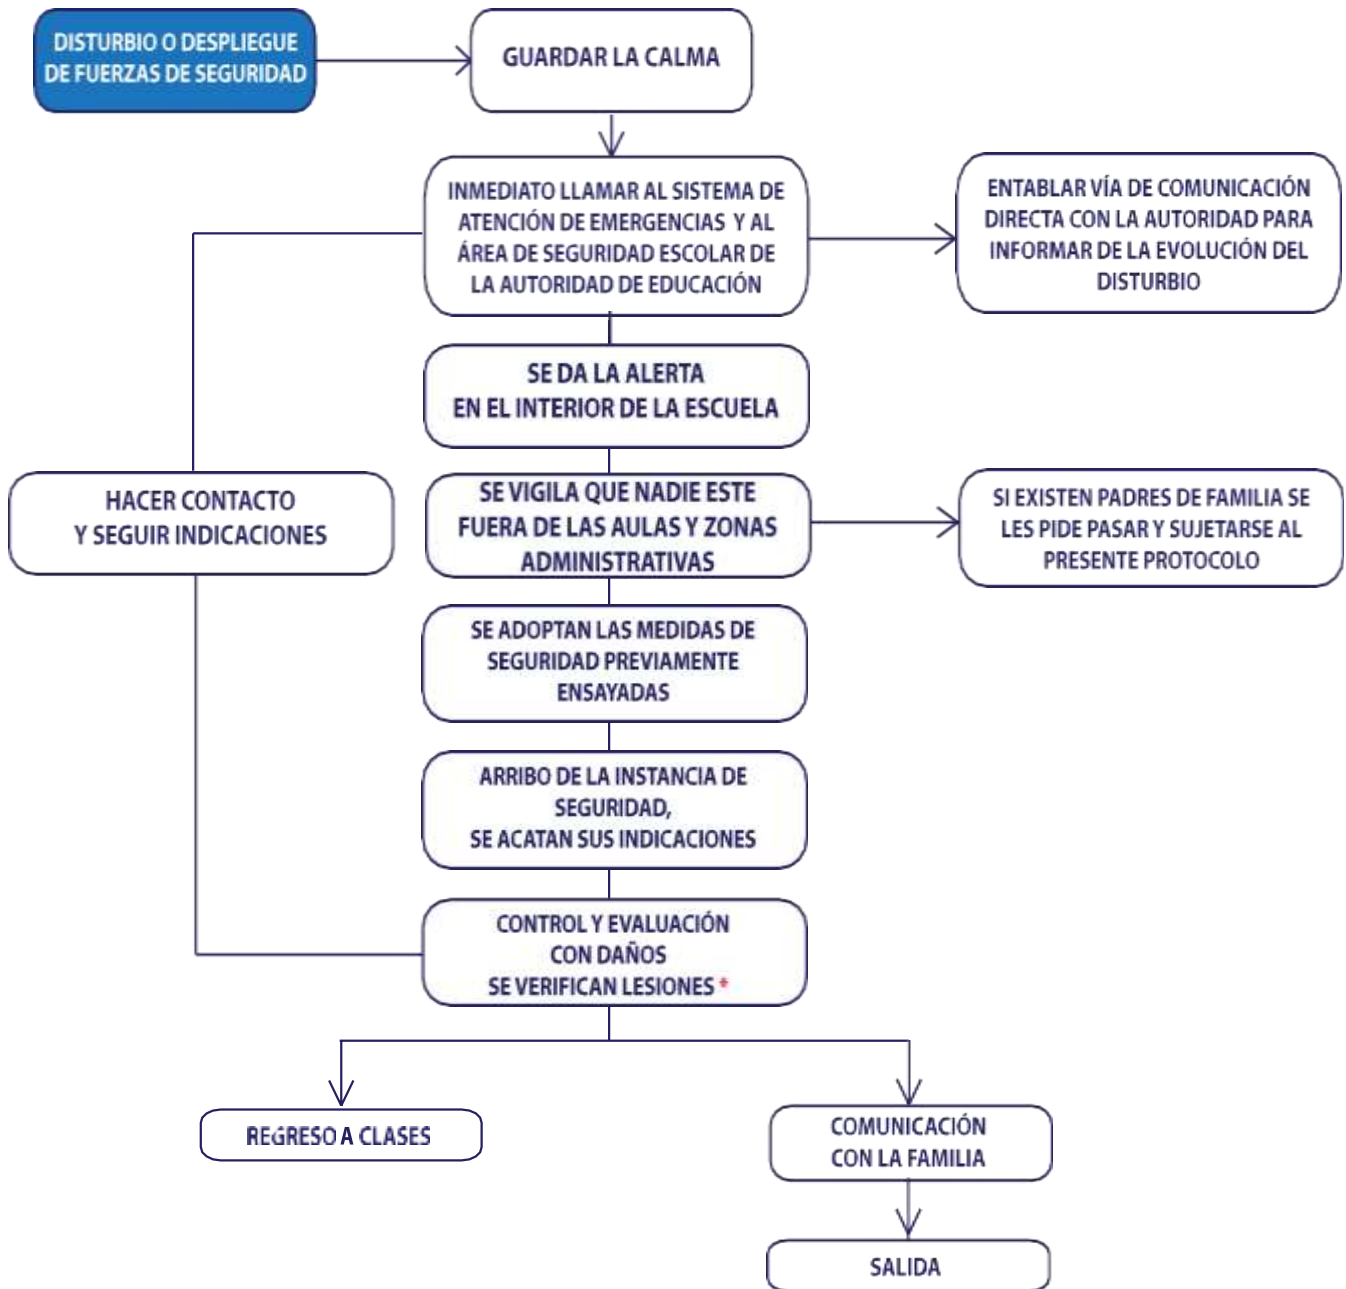 DISTURBIO O DESPLIEGUE
DE FUERZAS DE SEGURIDAD
GUARDAR LA CALMA
INMEDIATO LLAMAR AL SISTEMA DE
ATENCIÓN DE EMERGENCIAS Y AL
ÁREA DE SEGURIDAD ESCOLAR DE
LA AUTORIDAD DE EDUCACIÓN
ENTABLAR VÍA DE COMUNICACIÓN
DIRECTA CON LA AUTORIDAD PARA
INFORMAR DE LA EVOLUCIÓN DEL
DISTURBIO
SE DA LA ALERTA
EN EL INTERIOR DE LA ESCUELA
HACER CONTACTO
Y SEGUIR INDICACIONES
SE VIGILA QUE NADIE ESTE
FUERA DE LAS AULAS Y ZONAS
ADMINISTRATIVAS
SI EXISTEN PADRES DE FAMILIA SE
LES PIDE PASAR Y SUJETARSE AL
PRESENTE PROTOCOLO
SE ADOPTAN LAS MEDIDAS DE
SEGURIDAD PREVIAMENTE
ENSAYADAS
ARRIBO DE LA INSTANCIA DE
SEGURIDAD,
SE ACATAN SUS INDICACIONES
CONTROL Y EVALUACIÓN
CON DAÑOS
SE VERIFICAN LESIONES *
REGRESO A CLASES
COMUNICACIÓN
CON LA FAMILIA
SALIDA